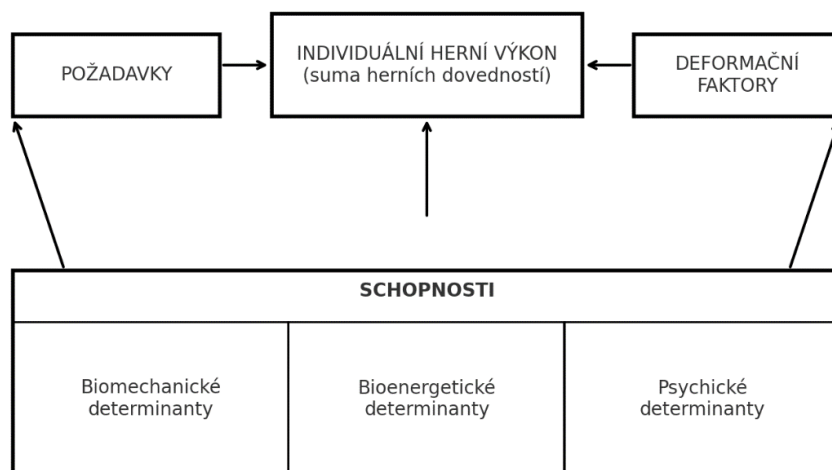 POŽADAVKY
INDIVIDUÁLNÍ HERNÍ VÝKON
(suma herních dovedností)
DEFORMAČNÍ
FAKTORY
SCHOPNOSTI
Biomechanické
determinanty
Bioenergetické
determinanty
Psychické
determinanty